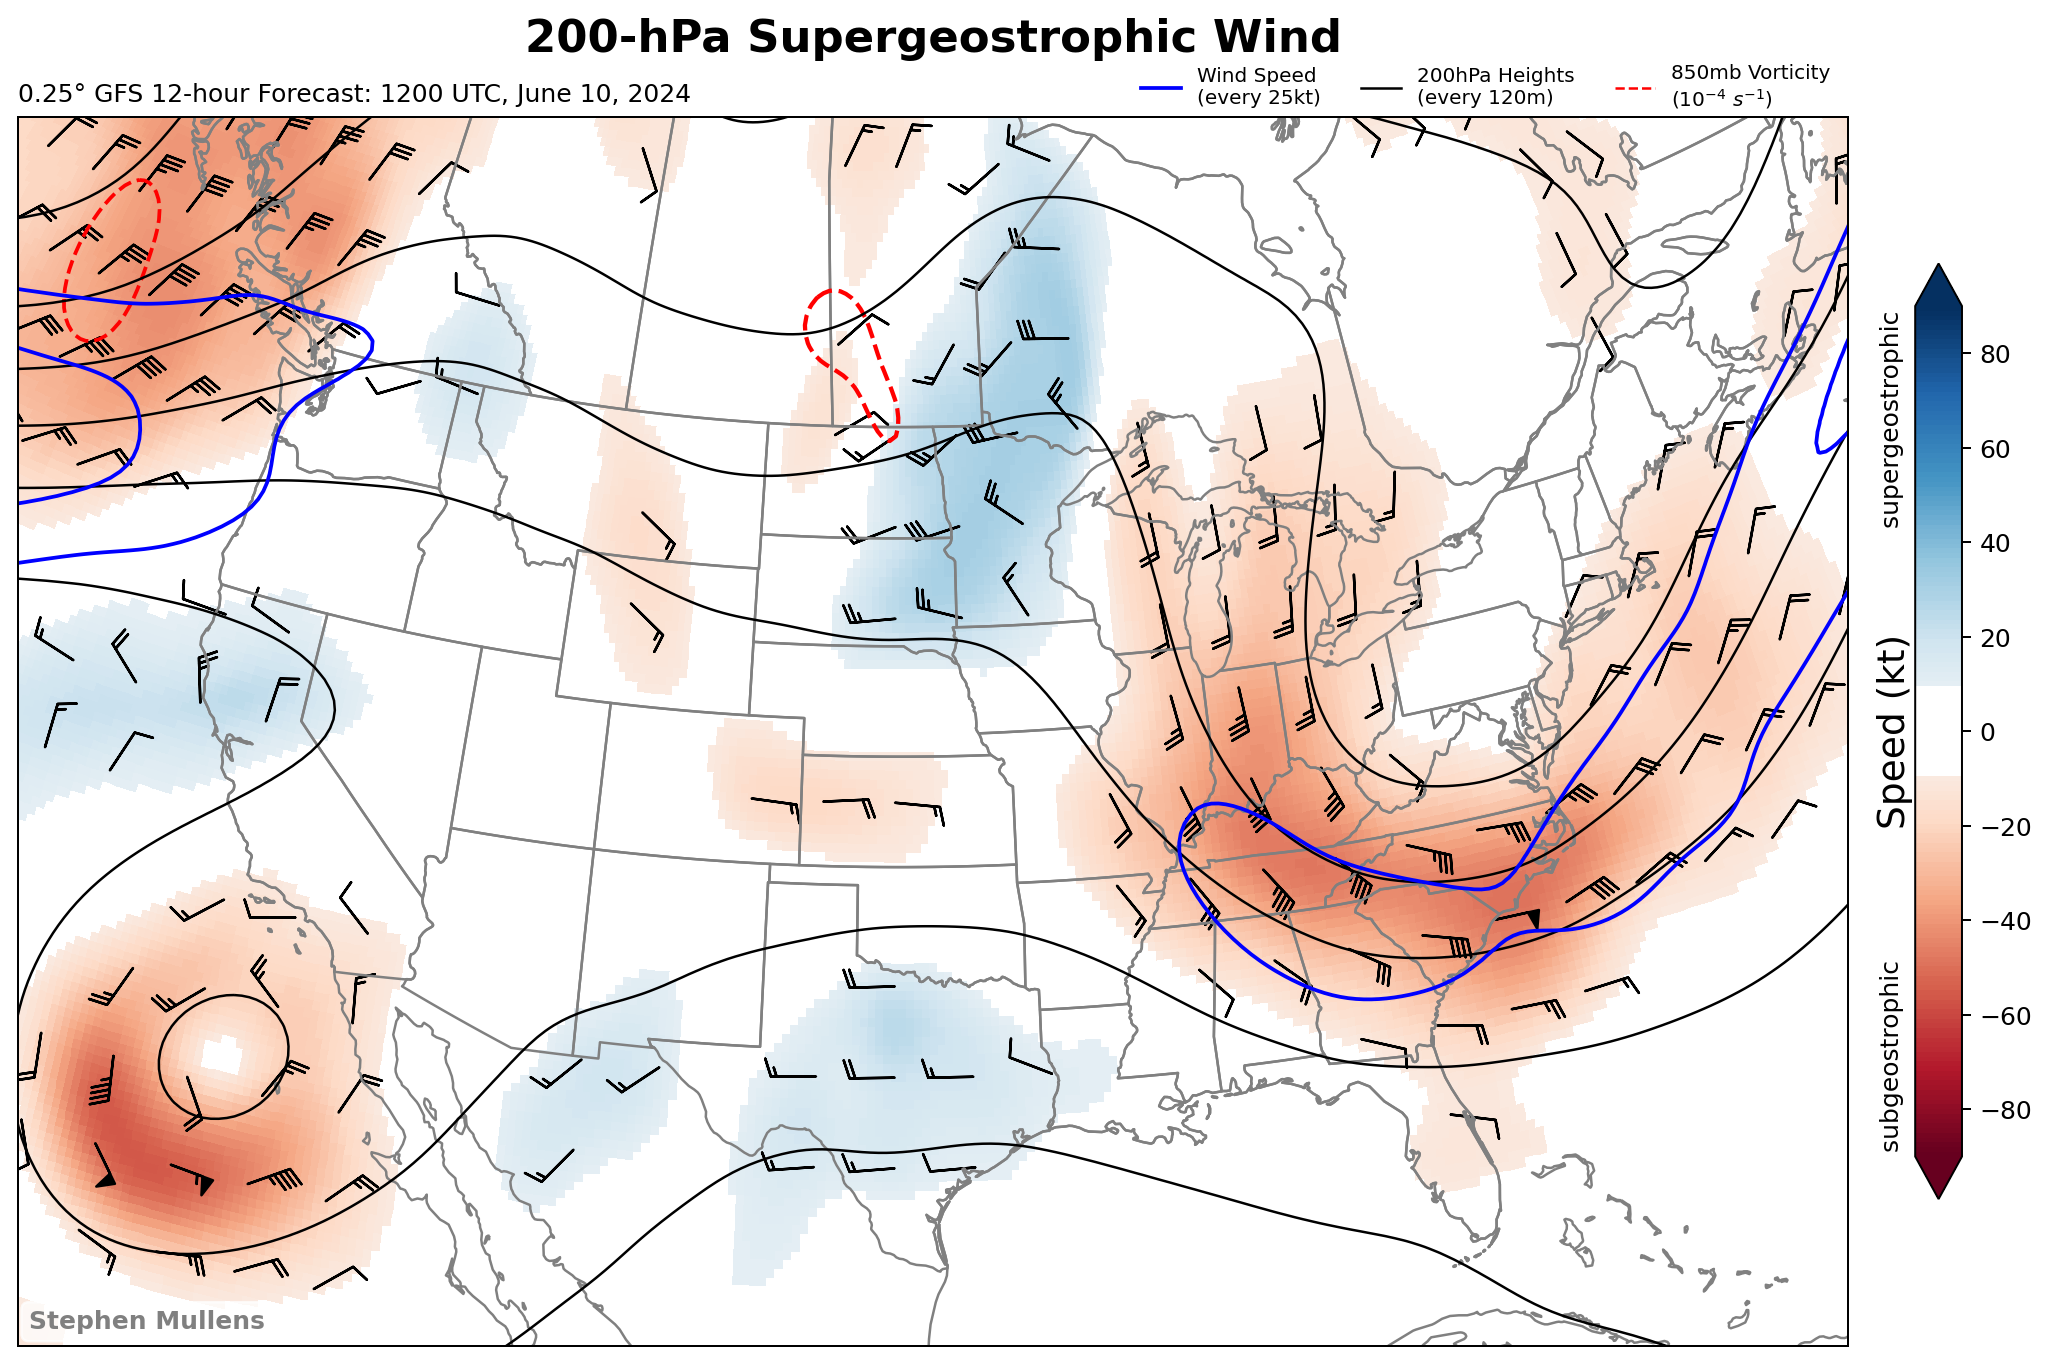 200-hPa Supergeostrophic Wind
0.25° GFS 12-hour Forecast: 1200 UTC, June 10, 2024
Wind Speed
(every 25kt)
200hPa Heights
(every 120m)
850mb Vorticity
(10⁻⁴ s⁻¹)
supergeostrophic
Speed (kt)
subgeostrophic
80
60
40
20
0
−20
−40
−60
−80
Stephen Mullens